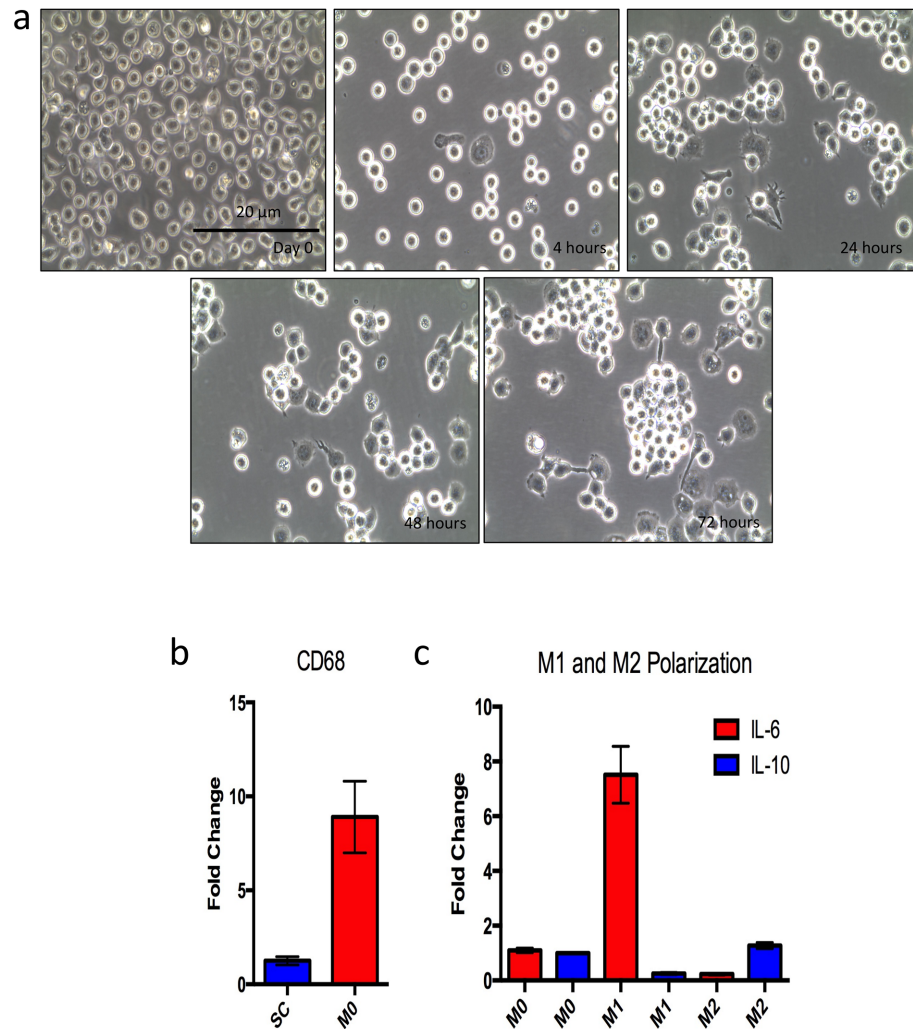 a
20 µm
Day 0
4 hours
24 hours
48 hours
72 hours
b
CD68
Fold Change
15
10
5
0
SC
M0
c
M1 and M2 Polarization
IL-6
IL-10
Fold Change
10
8
6
4
2
0
M0
M0
M1
M1
M2
M2